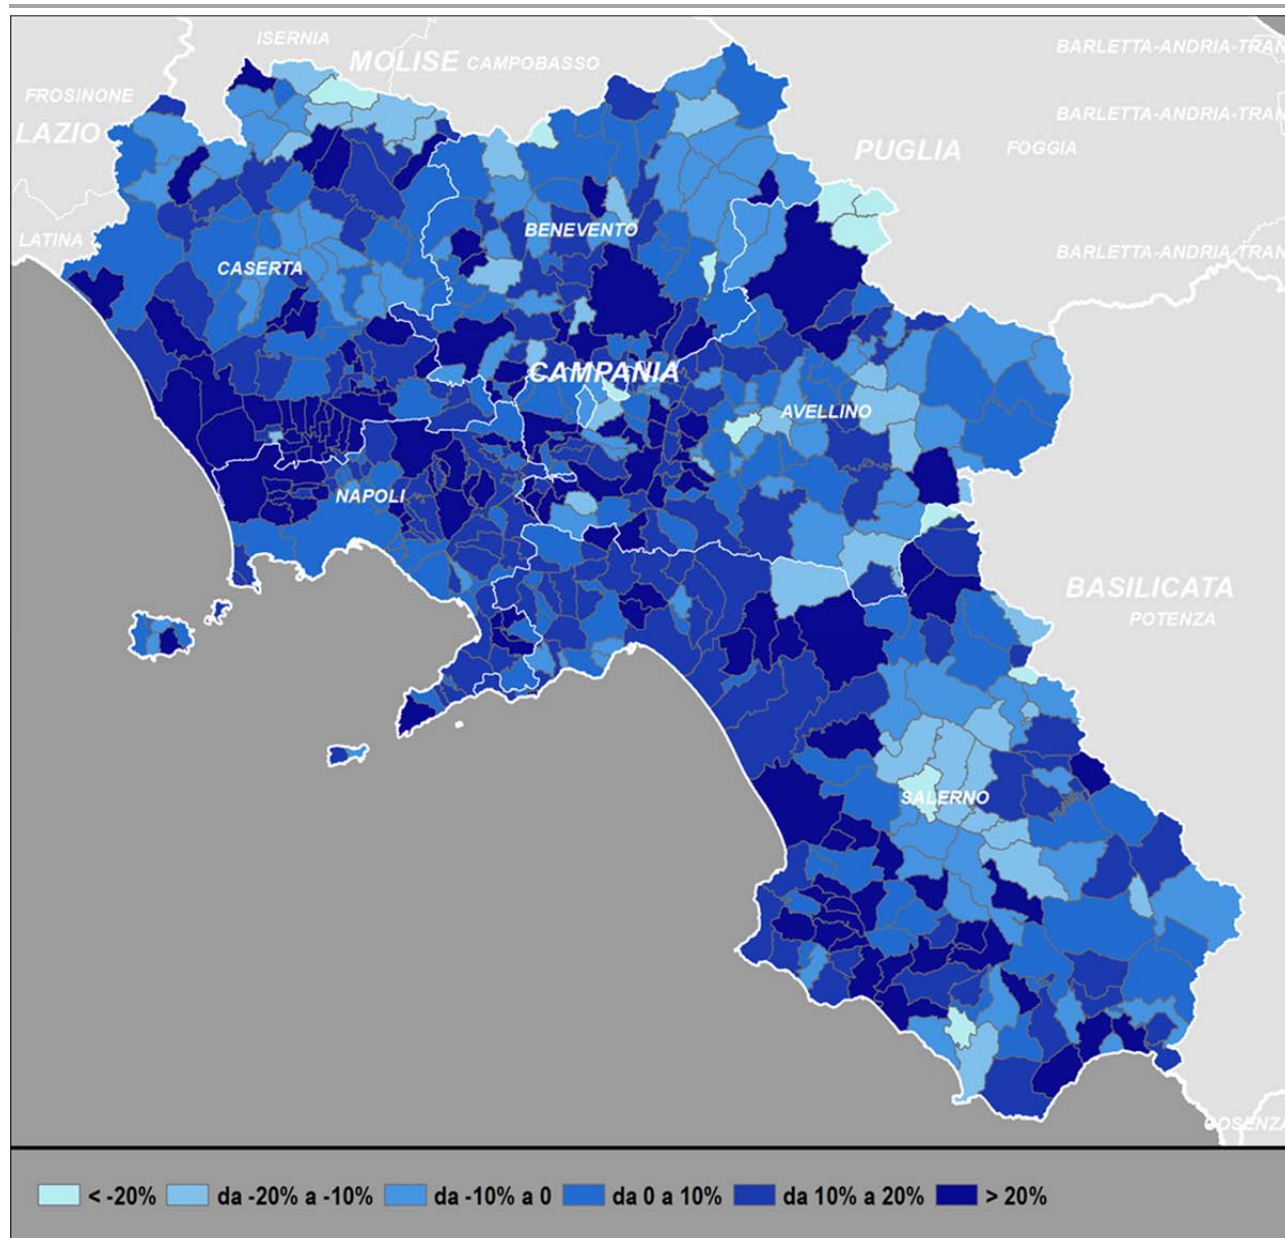 ISERNIA
MOLISE CAMPOBASSO
BARLETTA-ANDRIA-TRAN
FROSINONE
LAZIO
BARLETTA-ANDRIA-TRAN
PUGLIA FOGGIA
LATINA
BENEVENTO
BARLETTA-ANDRIA-TRAN
CASERTA
CAMPANIA
AVELLINO
NAPOLI
BASILICATA
POTENZA
SALERNO
COSENZA
< -20% da -20% a -10% da -10% a 0 da 0 a 10% da 10% a 20% > 20%